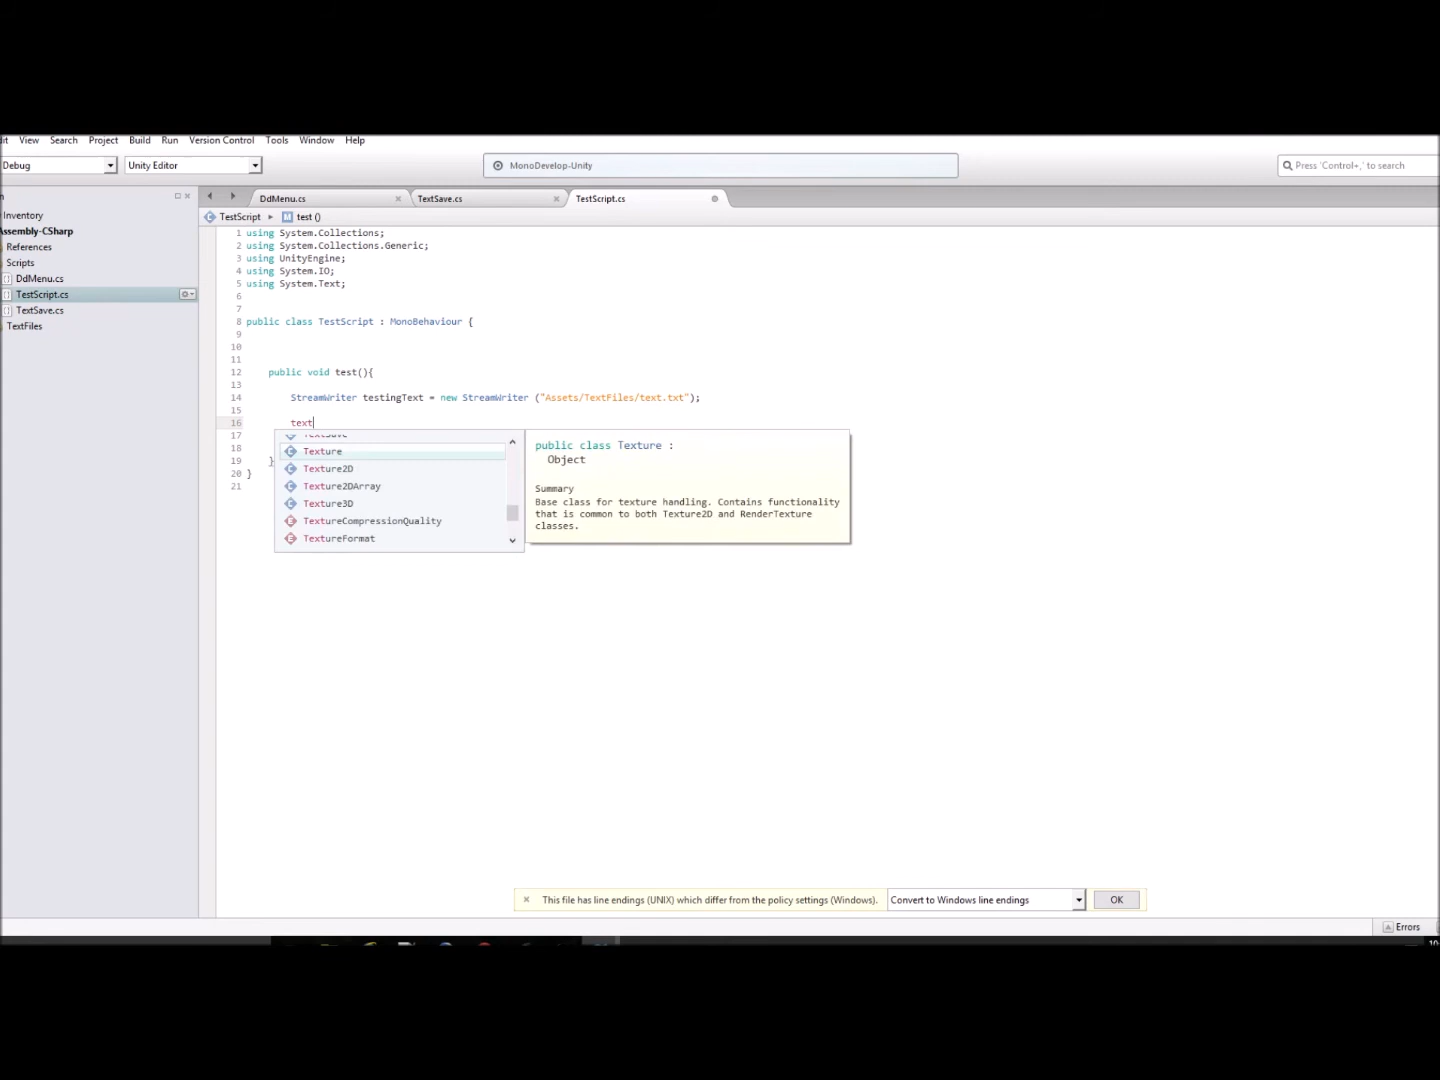 it View Search Project Build Run Version Control Tools Window Help
Debug Unity Editor MonoDevelop-Unity Press 'Control+,' to search
n
Inventory
Assembly-CSharp
References
Scripts
DdMenu.cs
TestScript.cs
TextSave.cs
TextFiles
DdMenu.cs TextSave.cs TestScript.cs
TestScript test ()
1 using System.Collections;
2 using System.Collections.Generic;
3 using UnityEngine;
4 using System.IO;
5 using System.Text;
6
7
8 public class TestScript : MonoBehaviour {
9
10
11
12 public void test(){
13
14 StreamWriter testingText = new StreamWriter ("Assets/TextFiles/text.txt");
15
16 text
17
18
19 }
20 }
21
TextSave
Texture
Texture2D
Texture2DArray
Texture3D
TextureCompressionQuality
TextureFormat
public class Texture :
Object
Summary
Base class for texture handling. Contains functionality
that is common to both Texture2D and RenderTexture
classes.
This file has line endings (UNIX) which differ from the policy settings (Windows). Convert to Windows line endings OK
Errors
10